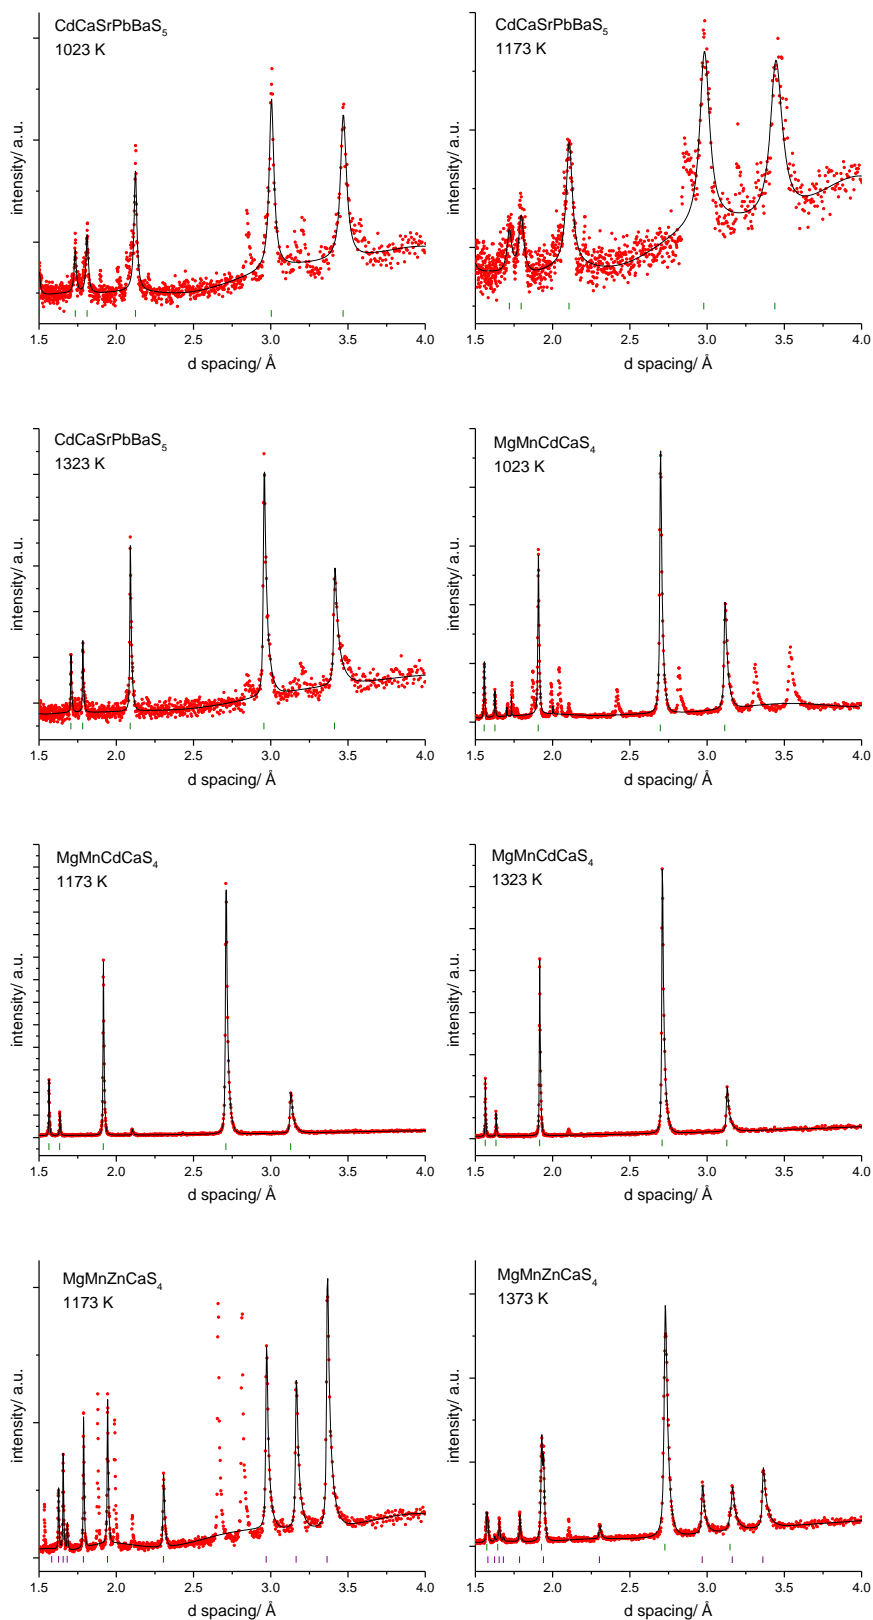 CdCaSrPbBaS₅
1023 K
intensity/ a.u.
1.5 2.0 2.5 3.0 3.5 4.0
d spacing/ Å
CdCaSrPbBaS₅
1173 K
intensity/ a.u.
1.5 2.0 2.5 3.0 3.5 4.0
d spacing/ Å
CdCaSrPbBaS₅
1323 K
intensity/ a.u.
1.5 2.0 2.5 3.0 3.5 4.0
d spacing/ Å
MgMnCdCaS₄
1023 K
intensity/ a.u.
1.5 2.0 2.5 3.0 3.5 4.0
d spacing/ Å
MgMnCdCaS₄
1173 K
intensity/ a.u.
1.5 2.0 2.5 3.0 3.5 4.0
d spacing/ Å
MgMnCdCaS₄
1323 K
intensity/ a.u.
1.5 2.0 2.5 3.0 3.5 4.0
d spacing/ Å
MgMnZnCaS₄
1173 K
intensity/ a.u.
1.5 2.0 2.5 3.0 3.5 4.0
d spacing/ Å
MgMnZnCaS₄
1373 K
intensity/ a.u.
1.5 2.0 2.5 3.0 3.5 4.0
d spacing/ Å